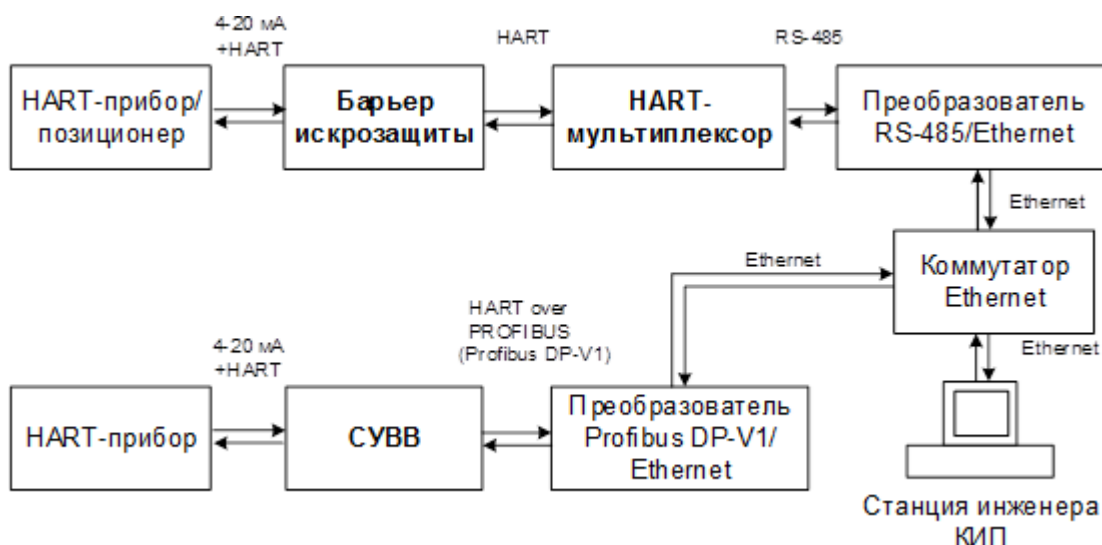 4-20 мА
+HART
HART
RS-485
HART-прибор/
позиционер
Барьер
искрозащиты
HART-
мультиплексор
Преобразователь
RS-485/Ethernet
Ethernet
Ethernet
Коммутатор
Ethernet
HART over
PROFIBUS
(Profibus DP-V1)
4-20 мА
+HART
Ethernet
HART-прибор
СУВВ
Преобразователь
Profibus DP-V1/
Ethernet
Станция инженера
КИП